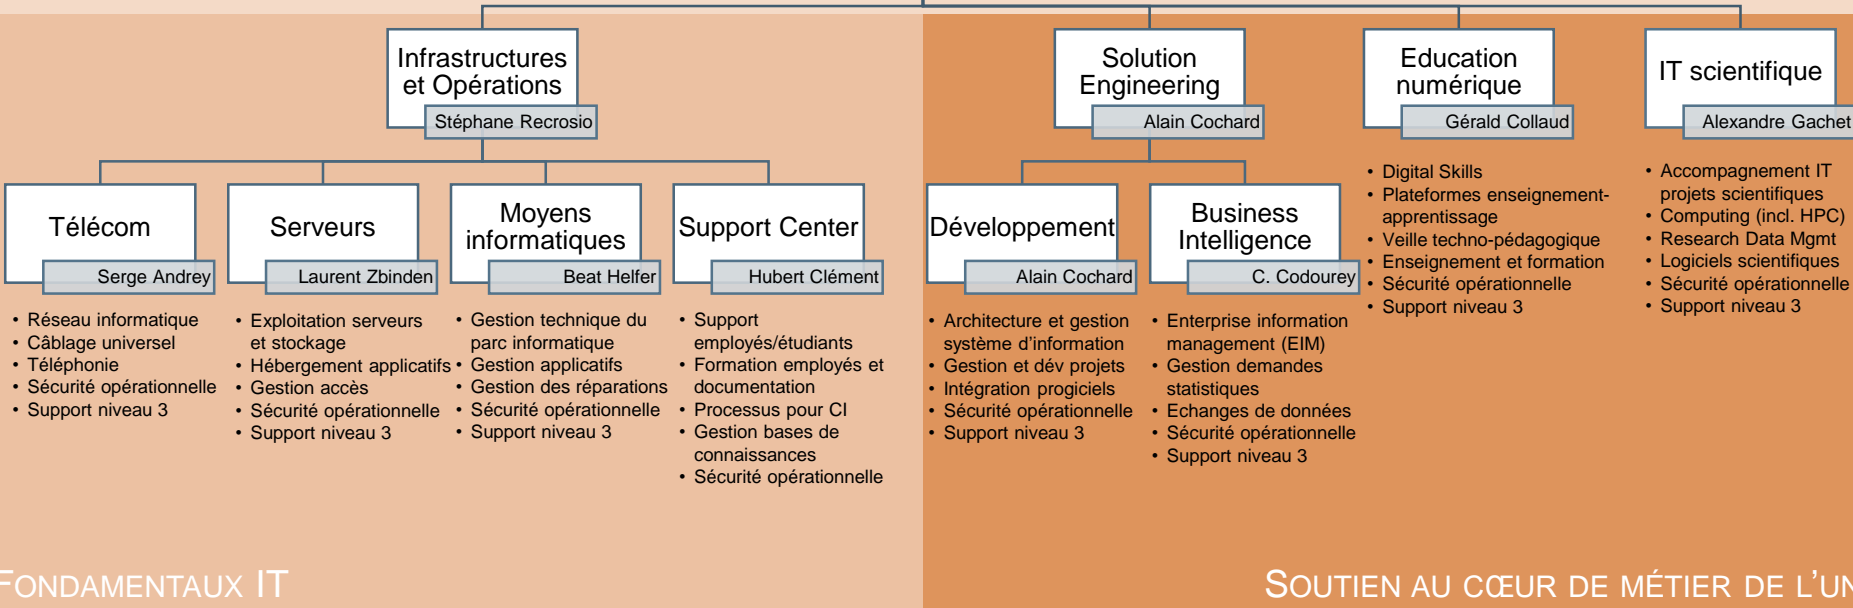 Infrastructures
et Opérations
Stéphane Recrosio
Solution
Engineering
Alain Cochard
Education
numérique
Gérald Collaud
IT scientifique
Alexandre Gachet
Télécom
Serge Andrey
• Réseau informatique
• Câblage universel
• Téléphonie
• Sécurité opérationnelle
• Support niveau 3
Serveurs
Laurent Zbinden
• Exploitation serveurs
et stockage
• Hébergement applicatifs
• Gestion accès
• Sécurité opérationnelle
• Support niveau 3
Moyens
informatiques
Beat Helfer
• Gestion technique du
parc informatique
• Gestion applicatifs
• Gestion des réparations
• Sécurité opérationnelle
• Support niveau 3
Support Center
Hubert Clément
• Support
employés/étudiants
• Formation employés et
documentation
• Processus pour CI
• Gestion bases de
connaissances
• Sécurité opérationnelle
Développement
Alain Cochard
• Architecture et gestion
système d’information
• Gestion et dév projets
• Intégration progiciels
• Sécurité opérationnelle
• Support niveau 3
Business
Intelligence
C. Codourey
• Enterprise information
management (EIM)
• Gestion demandes
statistiques
• Echanges de données
• Sécurité opérationnelle
• Support niveau 3
• Digital Skills
• Plateformes enseignement-
apprentissage
• Veille techno-pédagogique
• Enseignement et formation
• Sécurité opérationnelle
• Support niveau 3
• Accompagnement IT
projets scientifiques
• Computing (incl. HPC)
• Research Data Mgmt
• Logiciels scientifiques
• Sécurité opérationnelle
• Support niveau 3
FONDAMENTAUX IT
SOUTIEN AU CŒUR DE MÉTIER DE L’UN